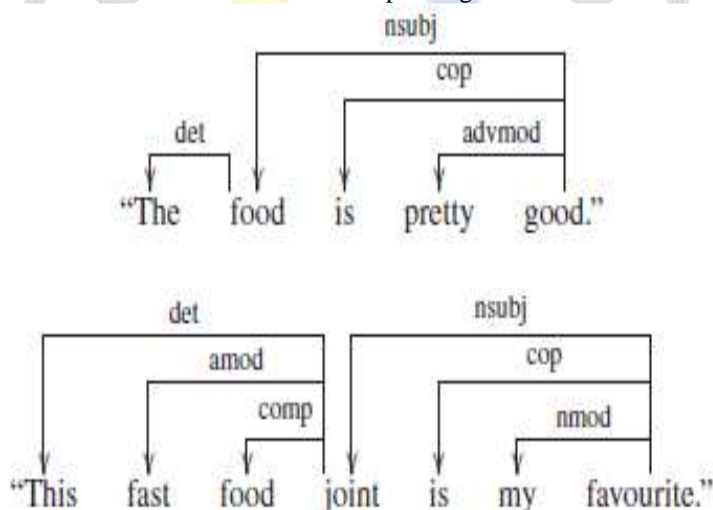 nsubj
cop
det advmod
“The food is pretty good.”
det nsubj
amod cop
comp nmod
“This fast food joint is my favourite.”